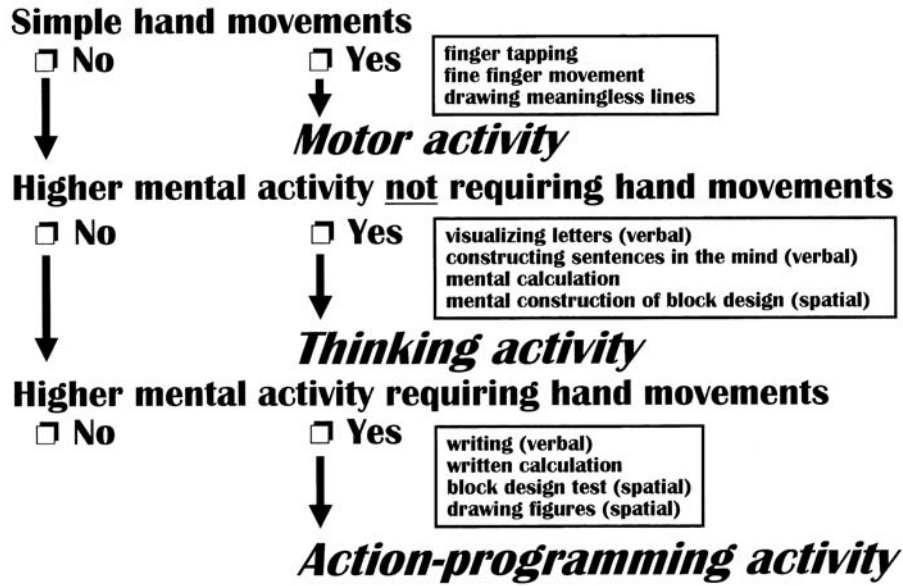 Simple hand movements
No Yes
finger tapping
fine finger movement
drawing meaningless lines
Motor activity
Higher mental activity not requiring hand movements
No Yes
visualizing letters (verbal)
constructing sentences in the mind (verbal)
mental calculation
mental construction of block design (spatial)
Thinking activity
Higher mental activity requiring hand movements
No Yes
writing (verbal)
written calculation
block design test (spatial)
drawing figures (spatial)
Action-programming activity